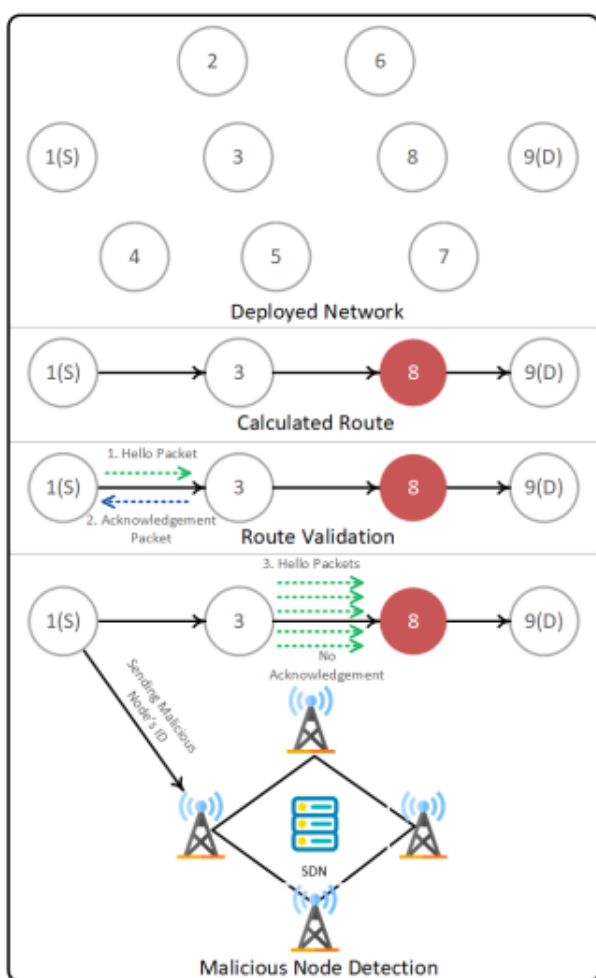 2
6
1(S)
3
8
9(D)
4
5
7
Deployed Network
1(S)
3
8
9(D)
Calculated Route
1. Hello Packet
1(S)
3
8
9(D)
2. Acknowledgement
Packet
Route Validation
3. Hello Packets
1(S)
3
8
9(D)
No
Acknowledgement
Sending Malicious
Node's ID
SDN
Malicious Node Detection